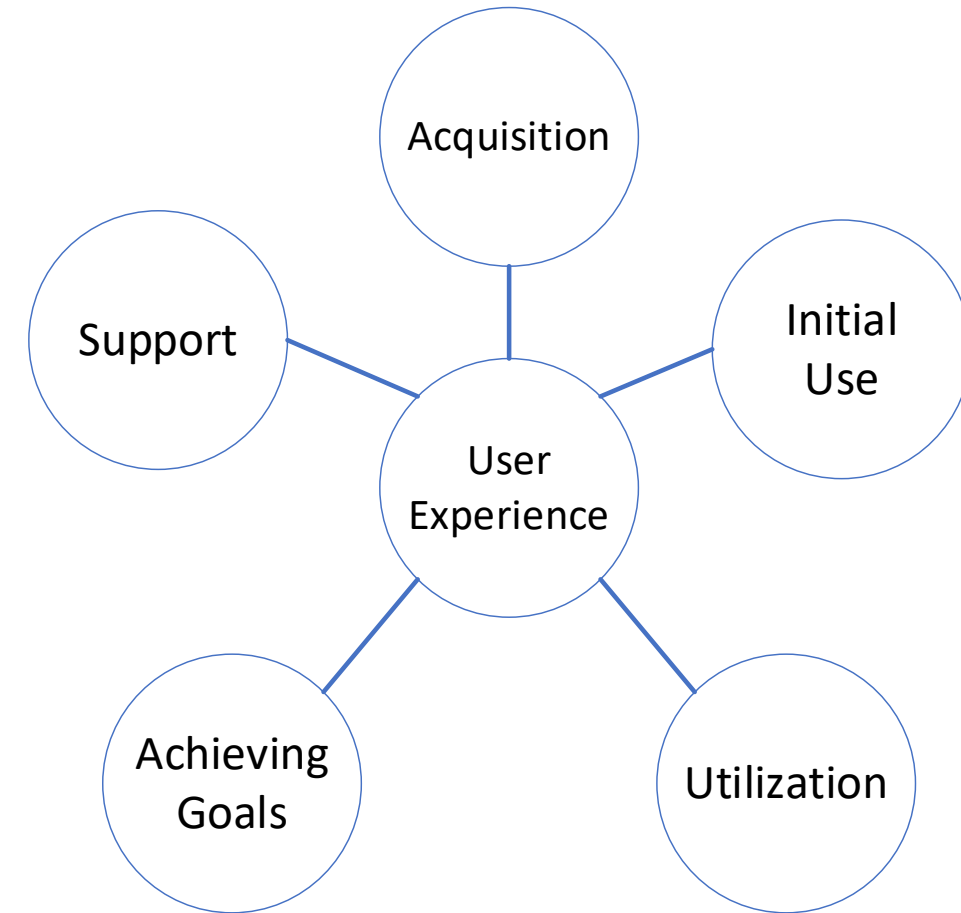 Acquisition
Support
Initial
Use
User
Experience
Achieving
Goals
Utilization